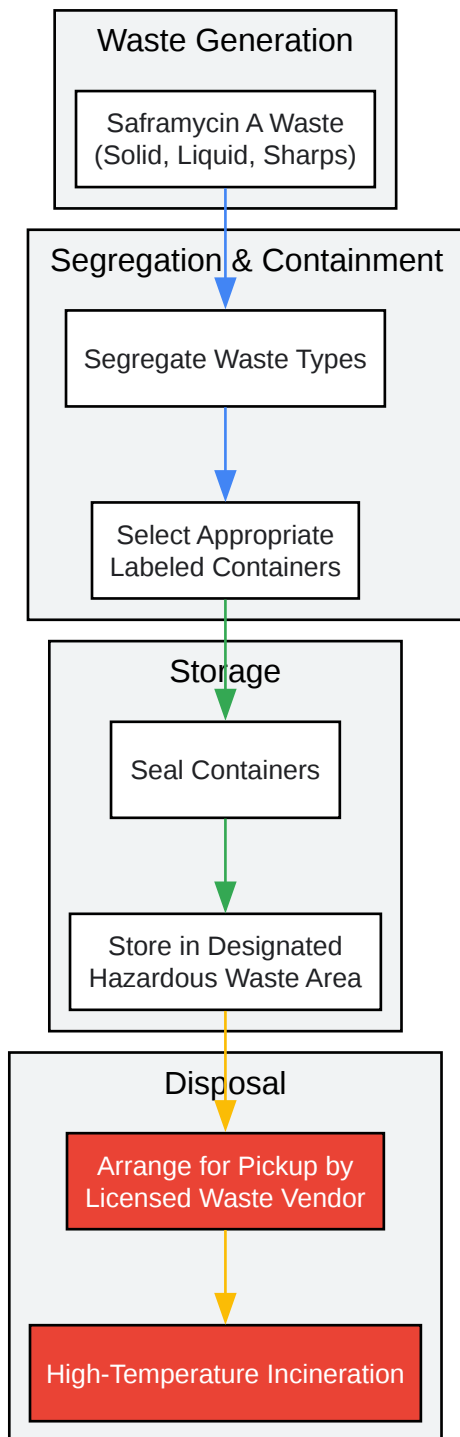 Waste Generation
Saframycin A Waste
(Solid, Liquid, Sharps)
Segregation & Containment
Segregate Waste Types
Select Appropriate
Labeled Containers
Storage
Seal Containers
Store in Designated
Hazardous Waste Area
Disposal
Arrange for Pickup by
Licensed Waste Vendor
High-Temperature Incineration